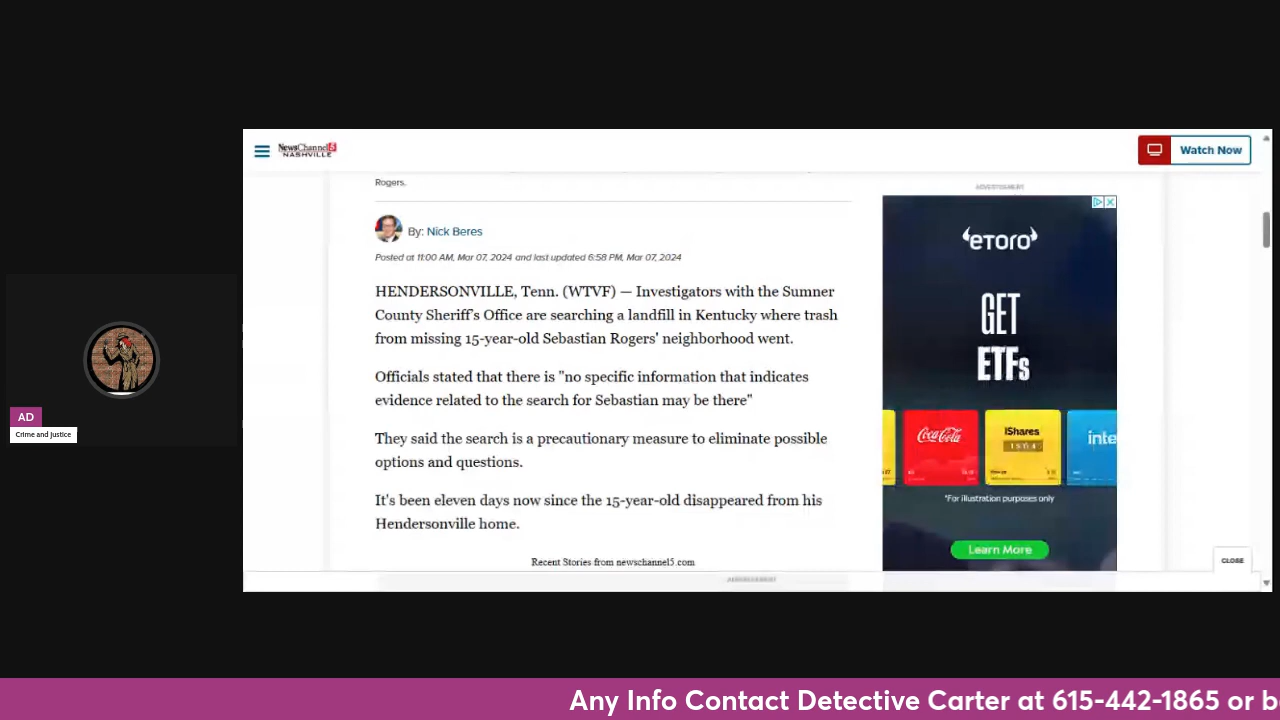 NewsChannel 5
NASHVILLE
Watch Now
Rogers.
By: Nick Beres
Posted at 11:00 AM, Mar 07, 2024 and last updated 6:58 PM, Mar 07, 2024
HENDERSONVILLE, Tenn. (WTVF) — Investigators with the Sumner
County Sheriff's Office are searching a landfill in Kentucky where trash
from missing 15-year-old Sebastian Rogers' neighborhood went.
Officials stated that there is "no specific information that indicates
evidence related to the search for Sebastian may be there"
They said the search is a precautionary measure to eliminate possible
options and questions.
It's been eleven days now since the 15-year-old disappeared from his
Hendersonville home.
Recent Stories from newschannel5.com
ADVERTISEMENT
ADVERTISEMENT
eToro
GET
ETFs
Coca-Cola
iShares
inte
*For illustration purposes only
Learn More
CLOSE
AD
Crime and Justice
Any Info Contact Detective Carter at 615-442-1865 or b